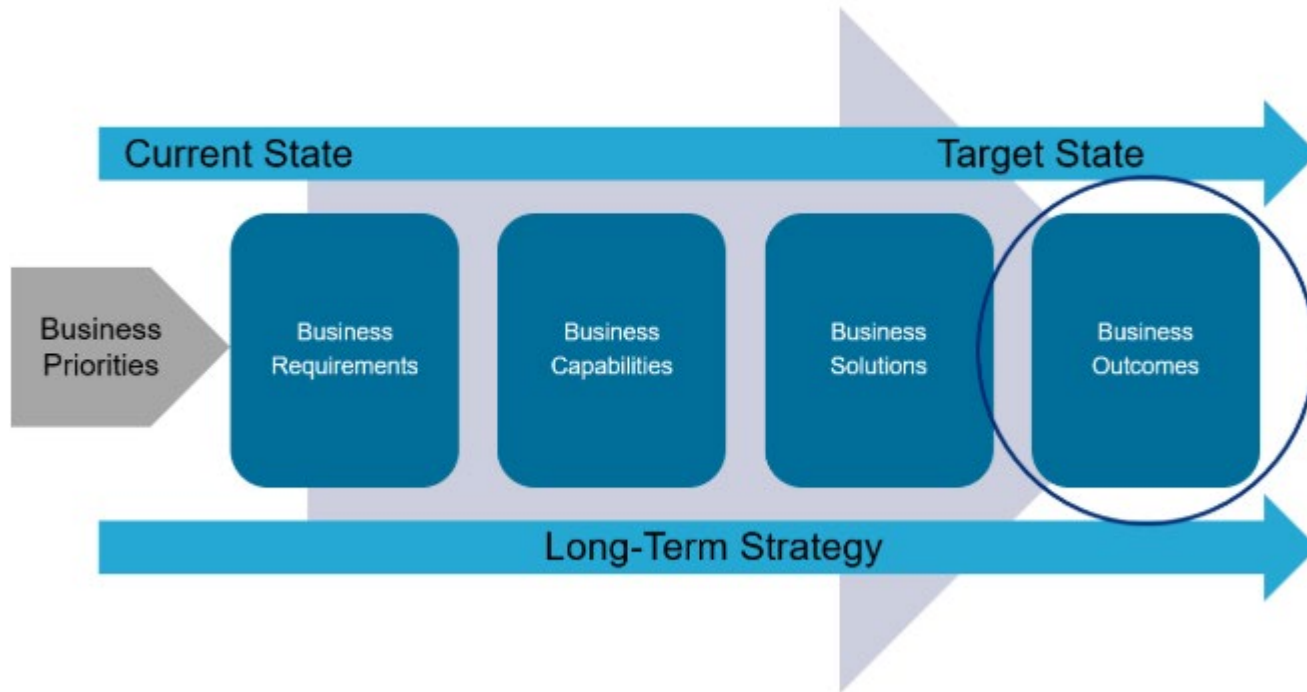 Current State
Target State
Business
Priorities
Business
Requirements
Business
Capabilities
Business
Solutions
Business
Outcomes
Long-Term Strategy